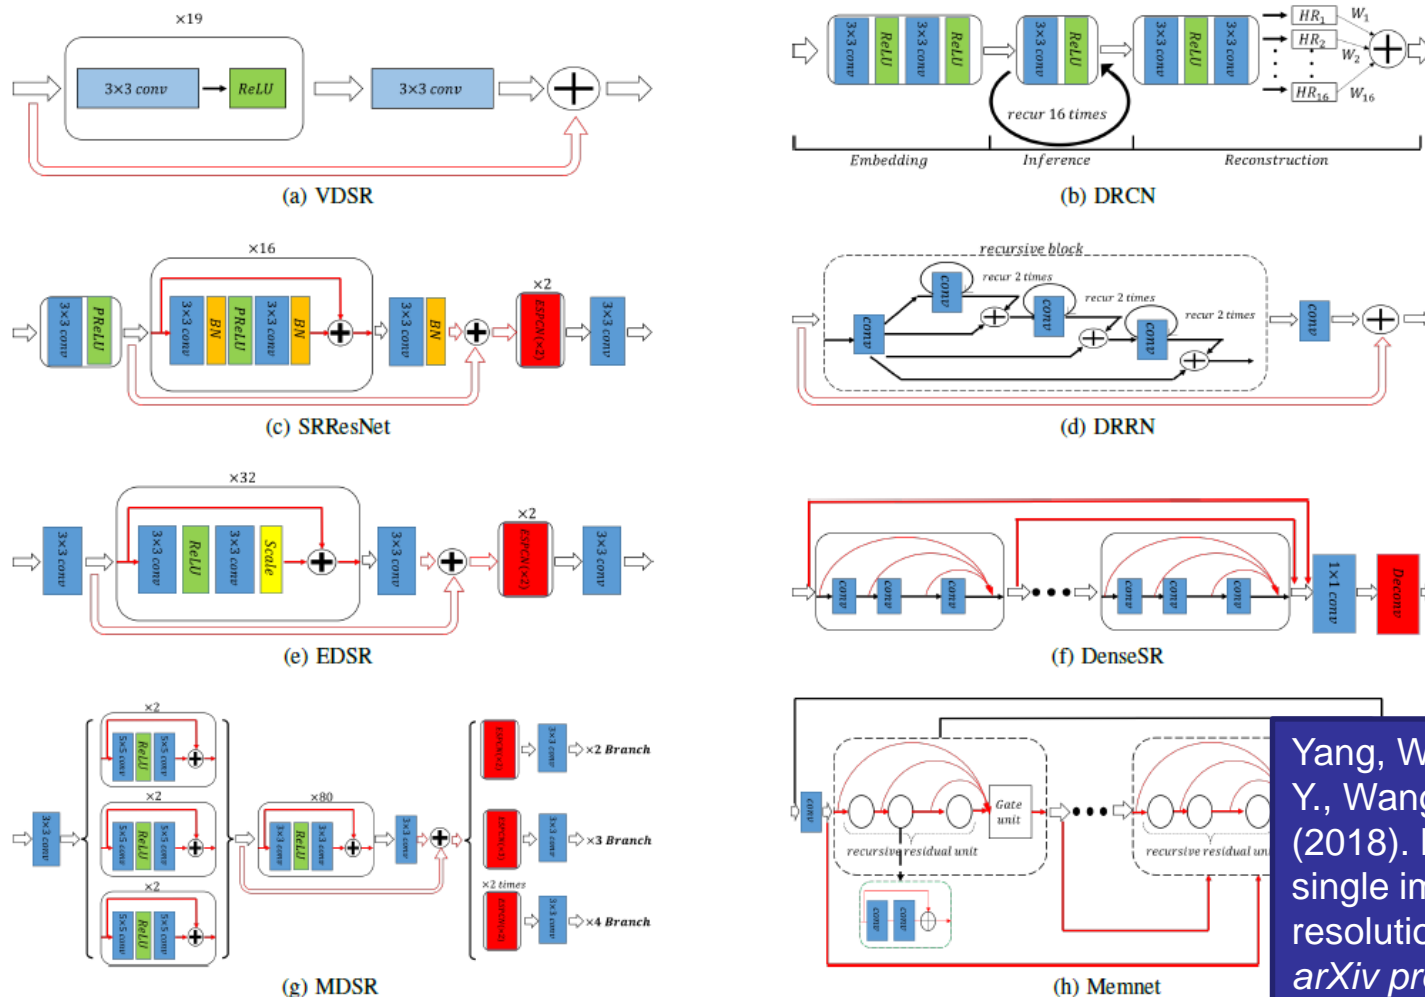 ×19
3×3 conv
ReLU
3×3 conv
(a) VDSR
3×3 conv
ReLU
3×3 conv
ReLU
3×3 conv
ReLU
3×3 conv
ReLU
3×3 conv
HR1
HR2
HR16
W1
W2
W16
recur 16 times
Embedding
Inference
Reconstruction
(b) DRCN
×16
3×3 conv
PReLU
3×3 conv
BN
PReLU
3×3 conv
BN
3×3 conv
BN
×2
ESPCN(×2)
3×3 conv
(c) SRResNet
recursive block
conv
conv
recur 2 times
conv
recur 2 times
conv
recur 2 times
conv
(d) DRRN
×32
3×3 conv
3×3 conv
ReLU
3×3 conv
Scale
3×3 conv
×2
ESPCN(×2)
3×3 conv
(e) EDSR
conv
conv
conv
conv
conv
conv
1×1 conv
Deconv
(f) DenseSR
3×3 conv
×2
5×5 conv
ReLU
5×5 conv
×2
5×5 conv
ReLU
5×5 conv
×2
5×5 conv
ReLU
5×5 conv
×80
3×3 conv
ReLU
3×3 conv
3×3 conv
ESPCN(×2)
3×3 conv
×2 Branch
3×3 conv
×3 Branch
×2 times
3×3 conv
×4 Branch
(g) MDSR
conv
Gate
unit
recursive residual unit
conv
conv
recursive residual uni
(h) Memnet
Yang, W
Y., Wang
(2018).
single im
resolutio
arXiv pre